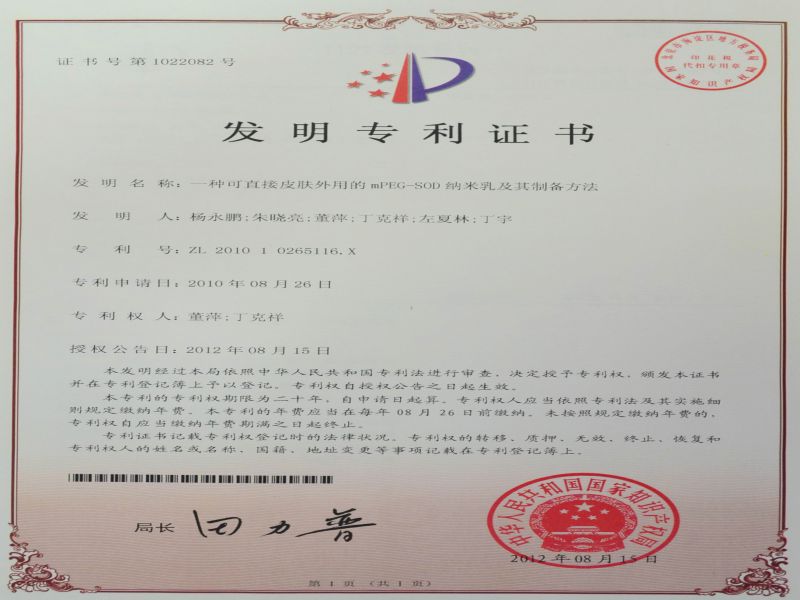 证书号第1022082号
印花税
代扣专用章
发明专利证书
发明名称：一种可直接皮肤外用的 mPEG-SOD 纳米乳及其制备方法
发明人：杨永鹏;朱晓亮;董萍;丁克祥;左夏林;丁宇
专利号：ZL 2010 1 0265116.X
专利申请日：2010年08月26日
专利权人：董萍;丁克祥
授权公告日：2012年08月15日
本发明经过本局依照中华人民共和国专利法进行审查，决定授予专利权，颁发本证书
并在专利登记簿上予以登记。专利权自授权公告之日起生效。
本专利的专利权期限为二十年，自申请日起算。专利权人应当依照专利法及其实施细
则规定缴纳年费。本专利的年费应当在每年08月26日前缴纳。未按照规定缴纳年费的，
专利权自应当缴纳年费期满之日起终止。
专利证书记载专利权登记时的法律状况。专利权的转移、质押、无效、终止、恢复和
专利权人的姓名或名称、国籍、地址变更等事项记载在专利登记簿上。
局长 田力普
中华人民共和国国家知识产权局
2012年08月15日
第1页（共1页）